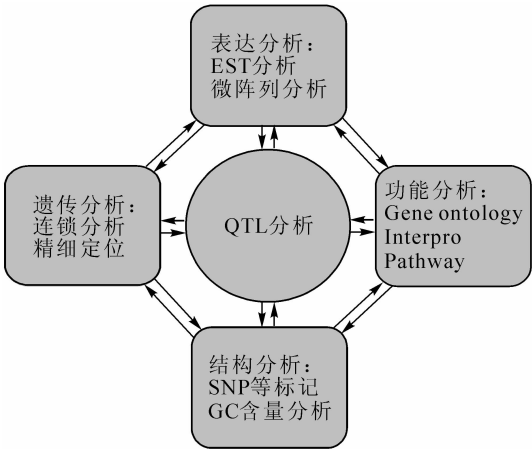 表达分析：
EST分析
微阵列分析
遗传分析：
连锁分析
精细定位
QTL分析
功能分析：
Gene ontology
Interpro
Pathway
结构分析：
SNP等标记
GC含量分析